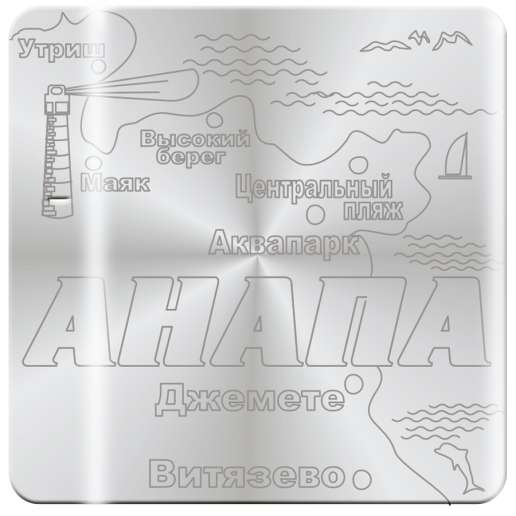 Утриш
Высокий
берег
Маяк
Центральный
пляж
Аквапарк
АНАПА
Джемете
Витязево